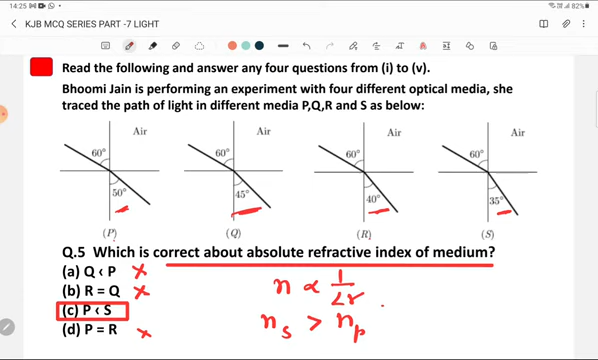 14:25
82%
KJB MCQ SERIES PART -7 LIGHT
Read the following and answer any four questions from (i) to (v).
Bhoomi Jain is performing an experiment with four different optical media, she
traced the path of light in different media P,Q,R and S as below:
60° Air 60° Air 60° Air 60° Air
50° 45° 40° 35°
(P) (Q) (R) (S)
Q.5 Which is correct about absolute refractive index of medium?
(a) Q < P ×
(b) R = Q ×
(c) P < S
(d) P = R ×
n ∝ 1/∠r
n_s > n_p